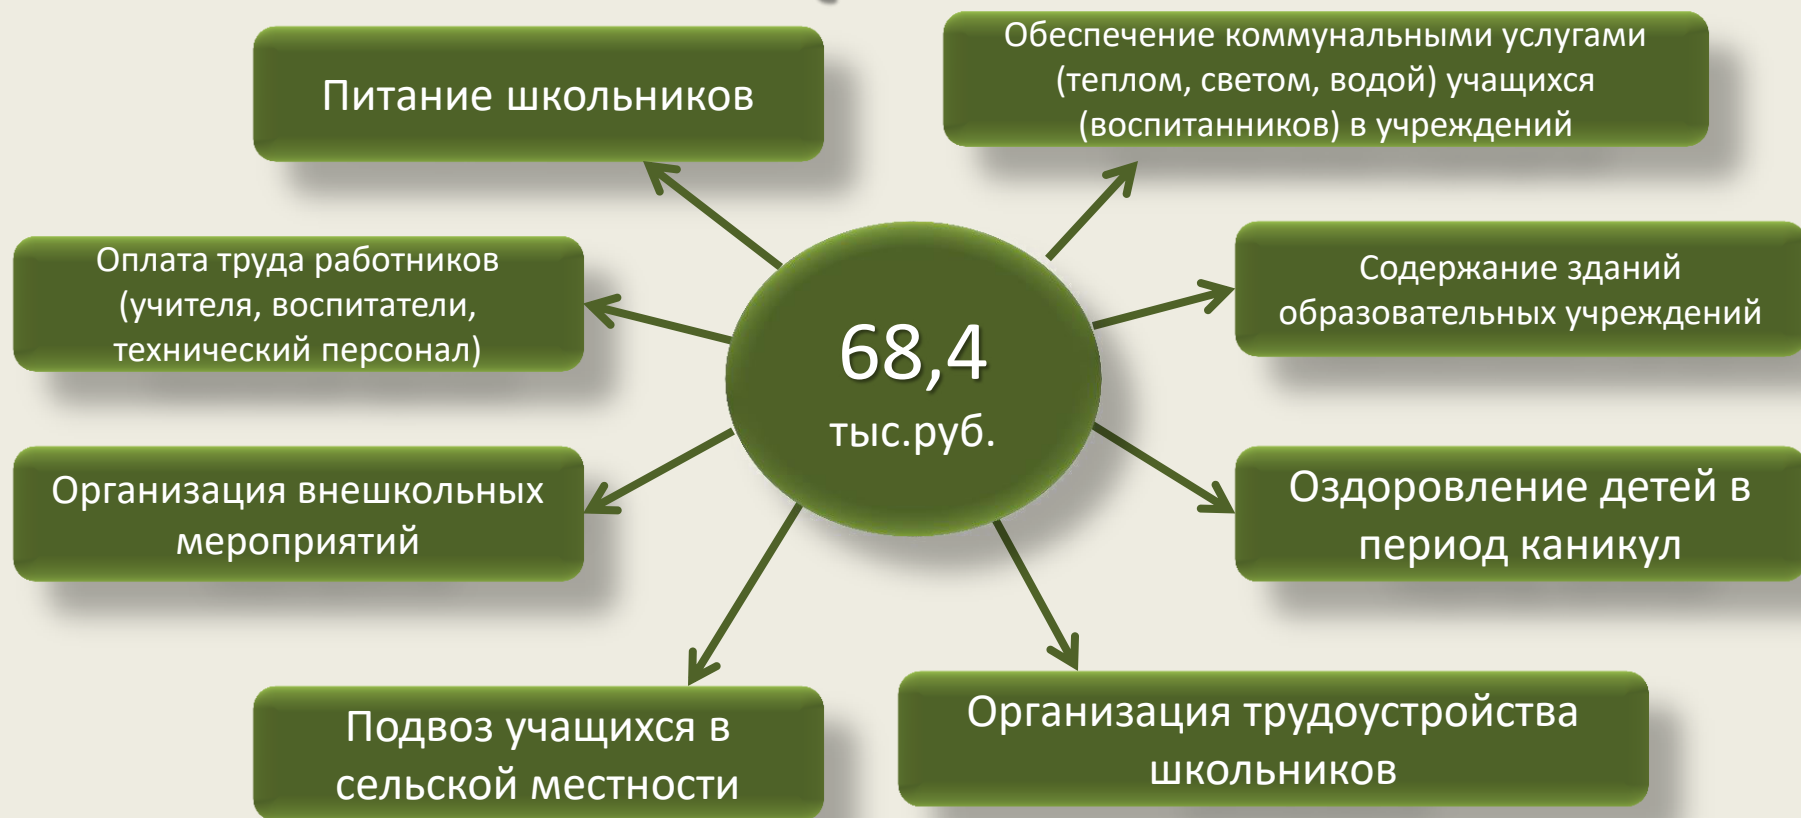 Питание школьников
Обеспечение коммунальными услугами
(теплом, светом, водой) учащихся
(воспитанников) в учреждений
Оплата труда работников
(учителя, воспитатели,
технический персонал)
Содержание зданий
образовательных учреждений
68,4
тыс.руб.
Организация внешкольных
мероприятий
Оздоровление детей в
период каникул
Подвоз учащихся в
сельской местности
Организация трудоустройства
школьников